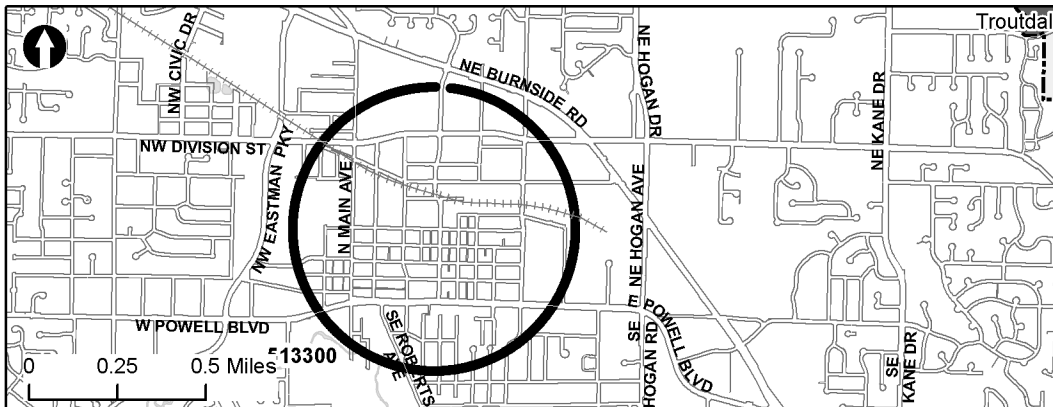 Troutdal
NW CIVIC DR
NE BURNSIDE RD
NE HOGAN DR
NE KANE DR
NW DIVISION ST
NW EASTMAN PKY
N MAIN AVE
NE HOGAN AVE
W POWELL BLVD
SE ROBERTS AVE
E POWELL BLVD
SE HOGAN RD
SE KANE DR
513300
0 0.25 0.5 Miles